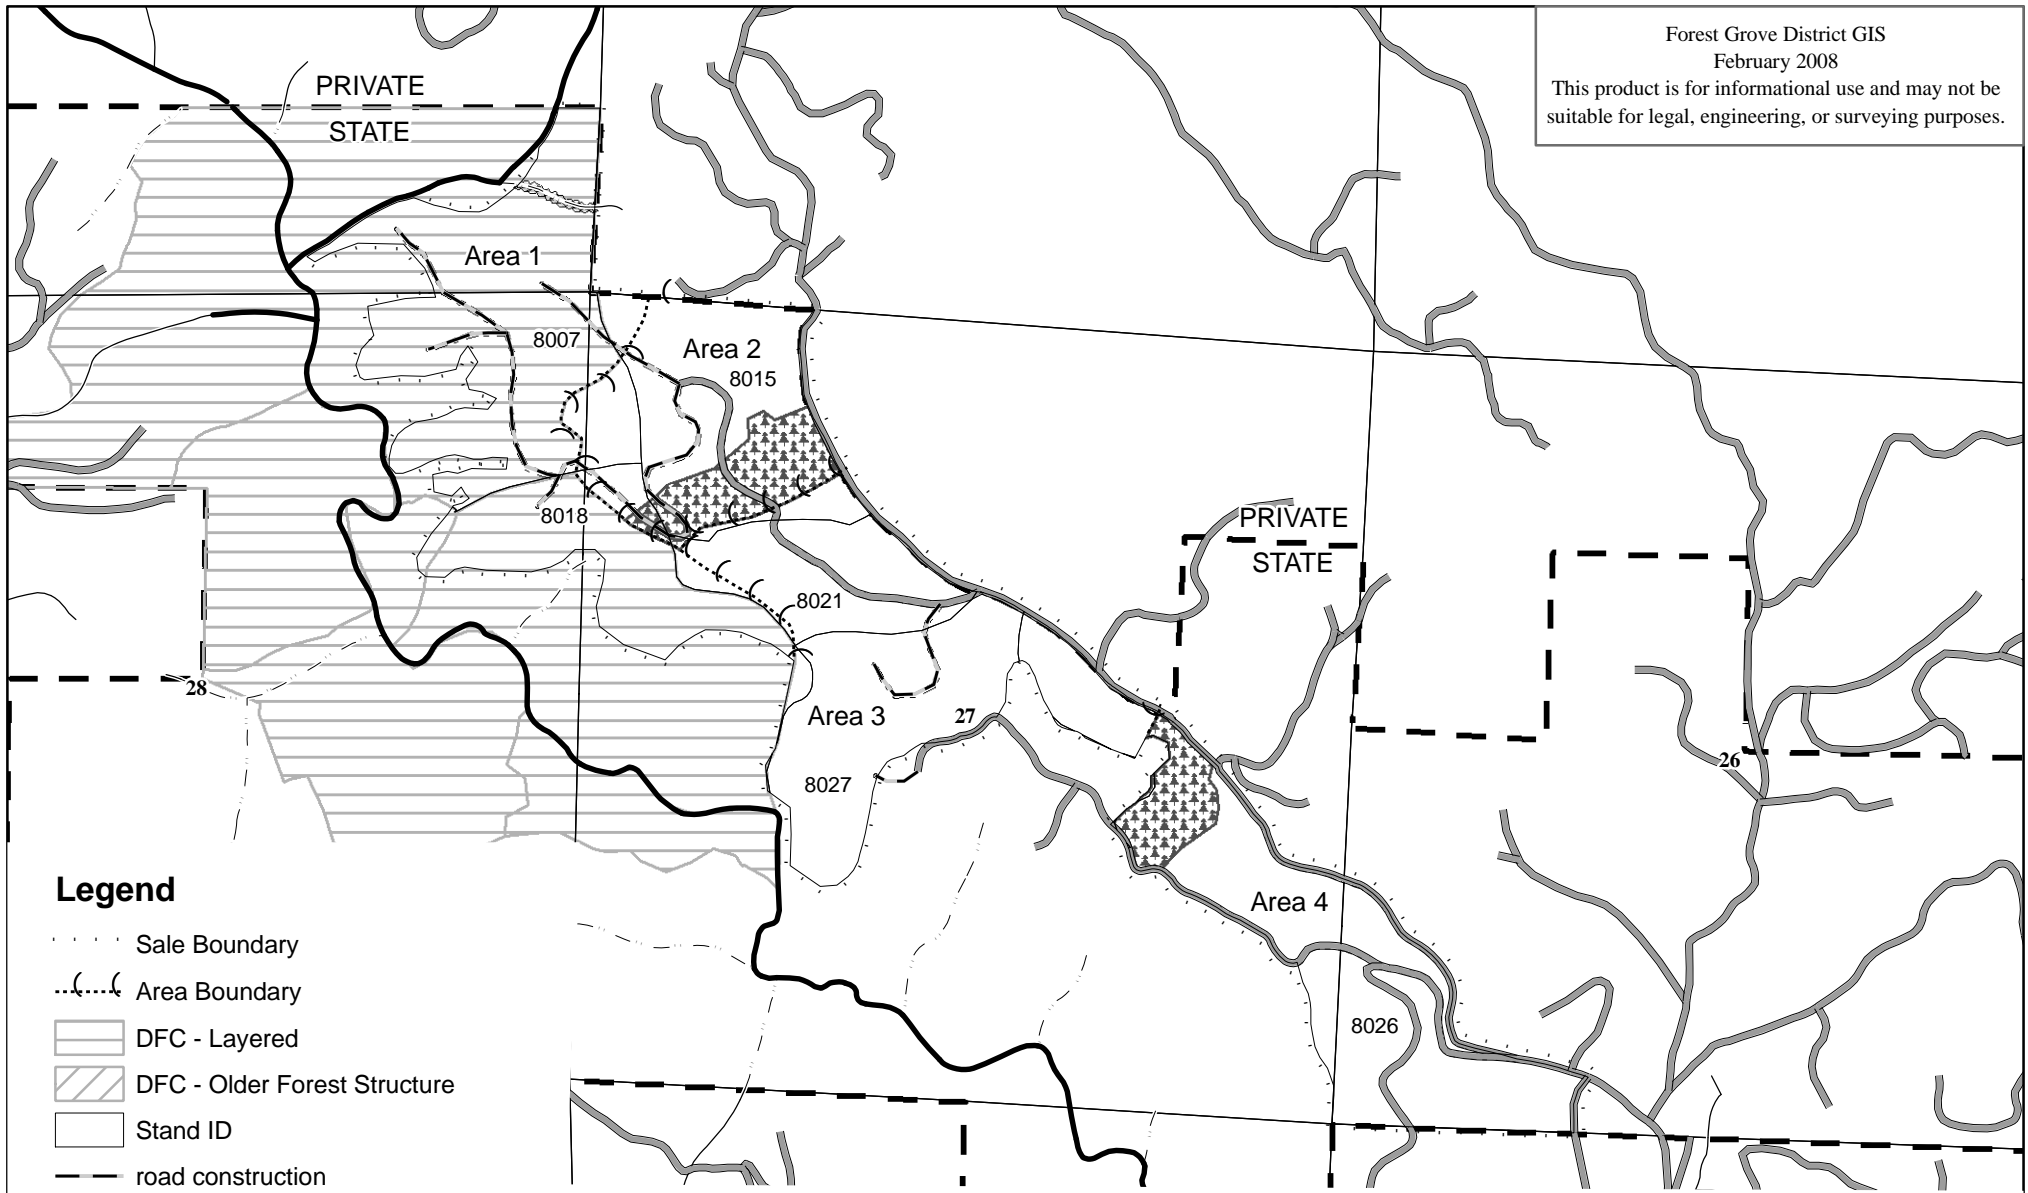 Forest Grove District GIS
February 2008
This product is for informational use and may not be
suitable for legal, engineering, or surveying purposes.
PRIVATE
STATE
Area 1
8007
Area 2
8015
8018
PRIVATE
STATE
8021
28
Area 3
27
26
8027
Area 4
8026
Legend
Sale Boundary
Area Boundary
DFC - Layered
DFC - Older Forest Structure
Stand ID
road construction